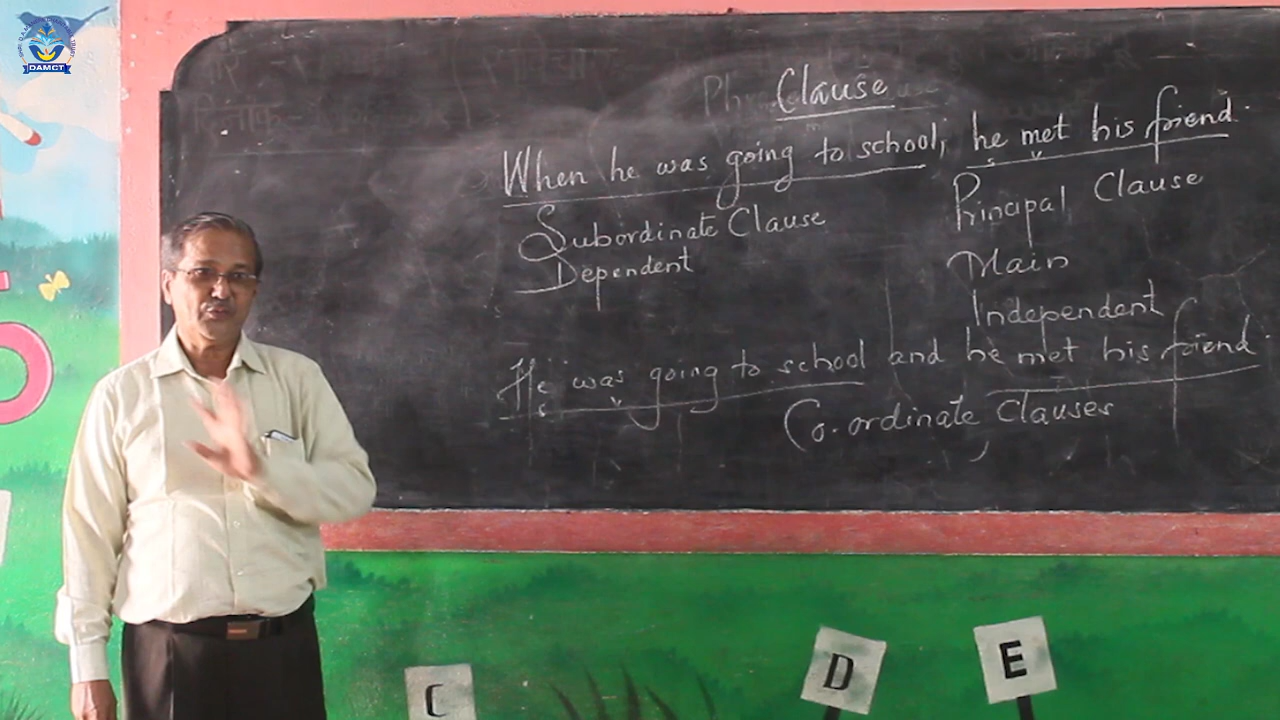 DAMCT
Clause
When he was going to school, he met his friend.
s v
Subordinate Clause Principal Clause
Dependent Main
Independent
He was going to school and he met his friend.
s v
Co-ordinate Clauses
C D E